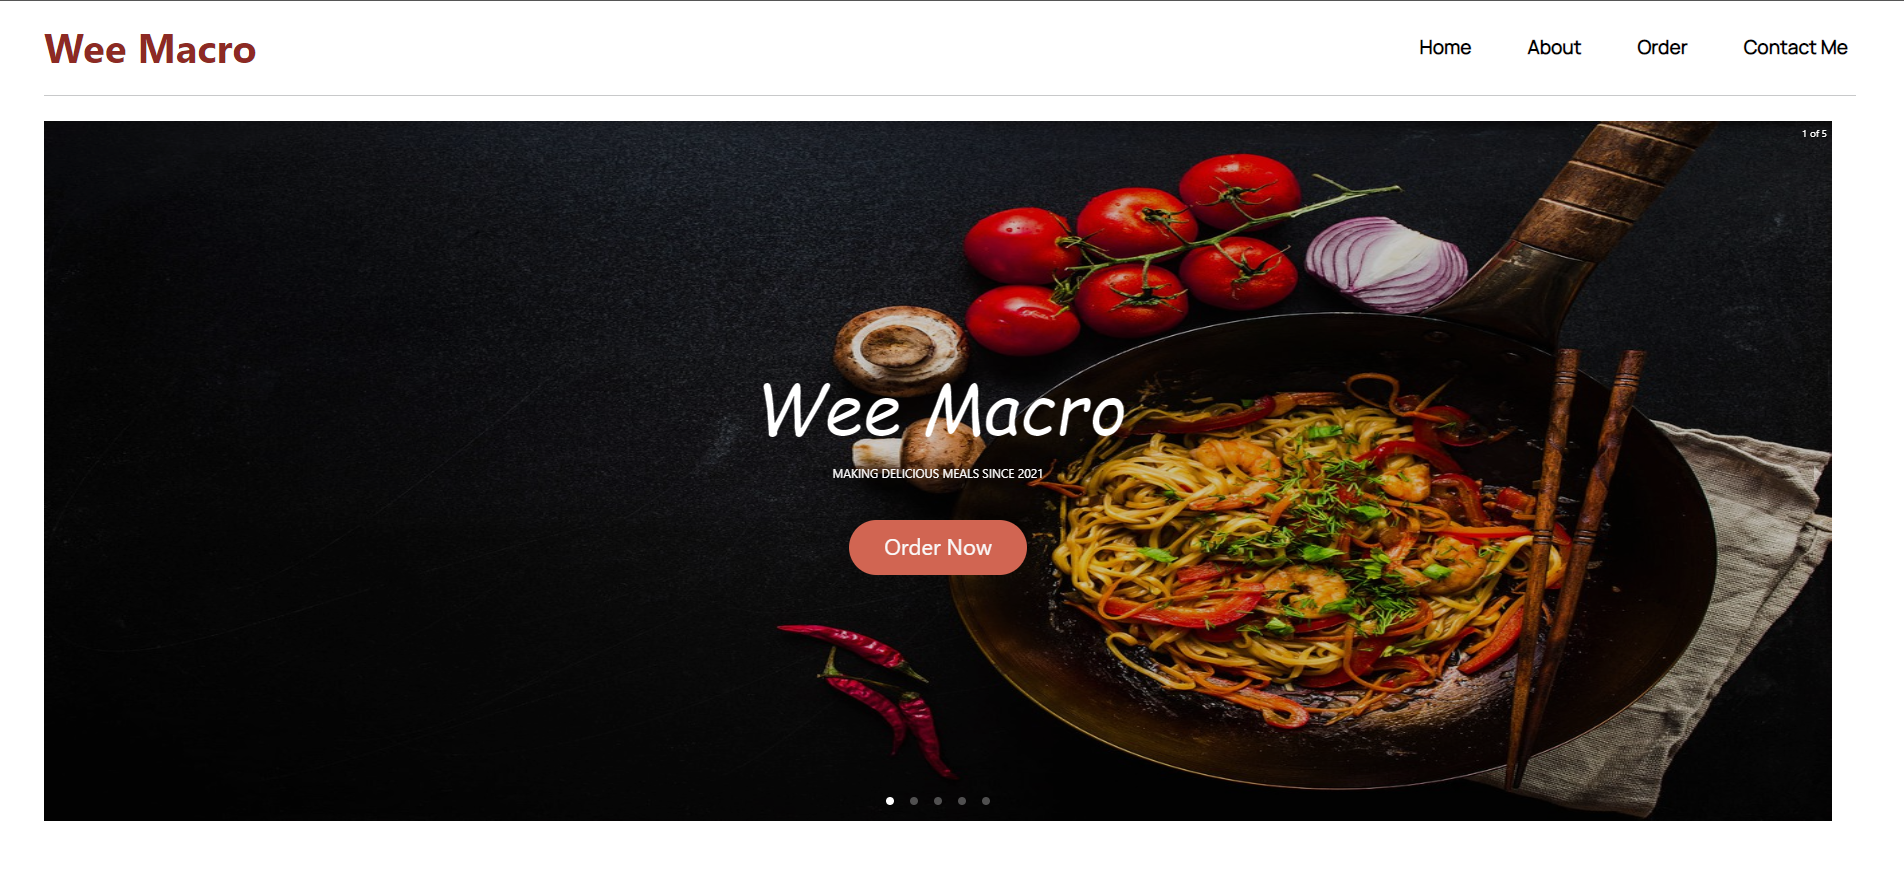 Wee Macro
Home About Order Contact Me
1 of 5
Wee Macro
MAKING DELICIOUS MEALS SINCE 2021
Order Now